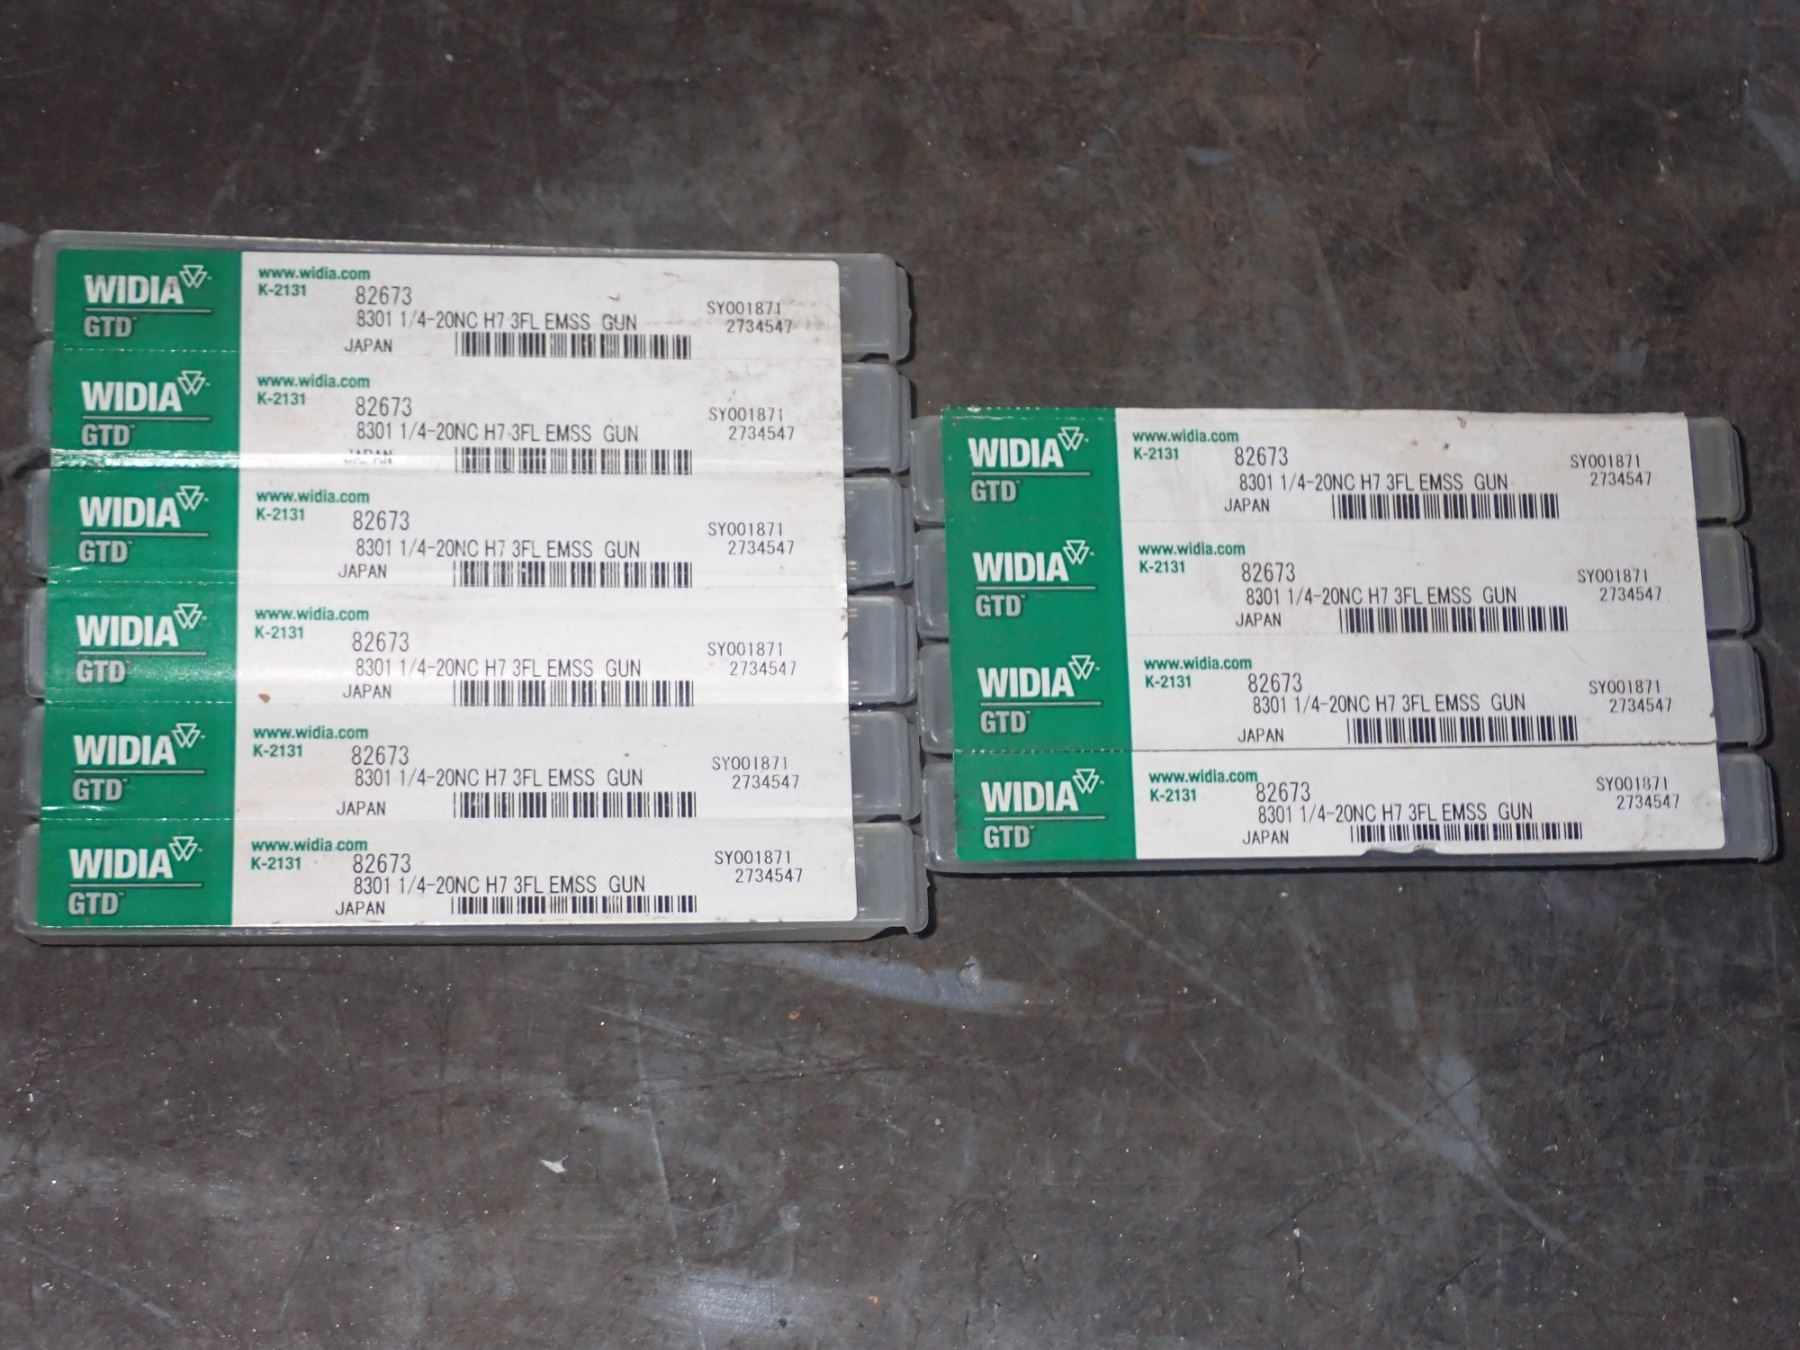 WIDIA
GTD
www.widia.com
K-2131
82673
8301 1/4-20NC H7 3FL EMSS GUN
JAPAN
SY001871
2734547
WIDIA
GTD
www.widia.com
K-2131
82673
8301 1/4-20NC H7 3FL EMSS GUN
JAPAN
SY001871
2734547
WIDIA
GTD
www.widia.com
K-2131
82673
8301 1/4-20NC H7 3FL EMSS GUN
JAPAN
SY001871
2734547
WIDIA
GTD
www.widia.com
K-2131
82673
8301 1/4-20NC H7 3FL EMSS GUN
JAPAN
SY001871
2734547
WIDIA
GTD
www.widia.com
K-2131
82673
8301 1/4-20NC H7 3FL EMSS GUN
JAPAN
SY001871
2734547
WIDIA
GTD
www.widia.com
K-2131
82673
8301 1/4-20NC H7 3FL EMSS GUN
JAPAN
SY001871
2734547
WIDIA
GTD
www.widia.com
K-2131
82673
8301 1/4-20NC H7 3FL EMSS GUN
JAPAN
SY001871
2734547
WIDIA
GTD
www.widia.com
K-2131
82673
8301 1/4-20NC H7 3FL EMSS GUN
JAPAN
SY001871
2734547
WIDIA
GTD
www.widia.com
K-2131
82673
8301 1/4-20NC H7 3FL EMSS GUN
JAPAN
SY001871
2734547
WIDIA
GTD
www.widia.com
K-2131
82673
8301 1/4-20NC H7 3FL EMSS GUN
JAPAN
SY001871
2734547